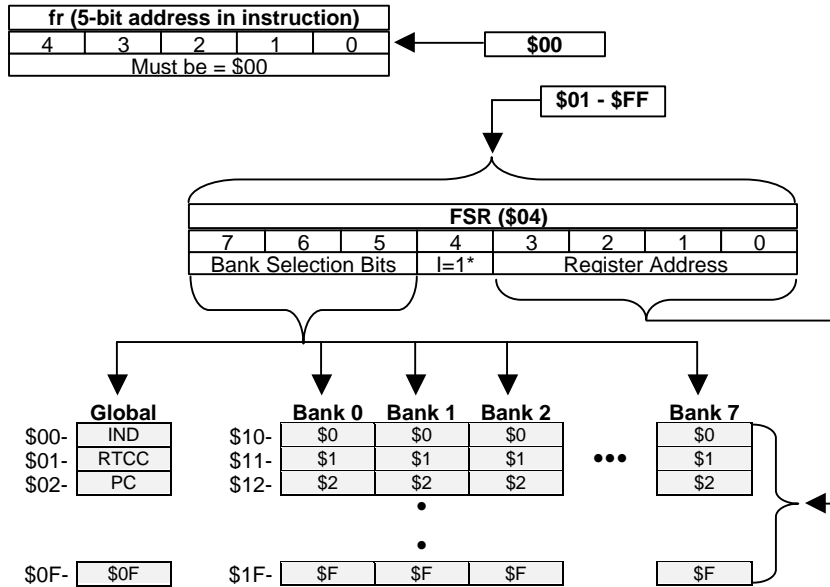 fr (5-bit address in instruction)
4 3 2 1 0
Must be = $00
$00
$01 - $FF
FSR ($04)
7 6 5 4 3 2 1 0
Bank Selection Bits I=1* Register Address
Global Bank 0 Bank 1 Bank 2 Bank 7
$00- IND $10- $0 $0 $0 $0
$01- RTCC $11- $1 $1 $1 ••• $1
$02- PC $12- $2 $2 $2 $2
$0F- $0F $1F- $F $F $F $F